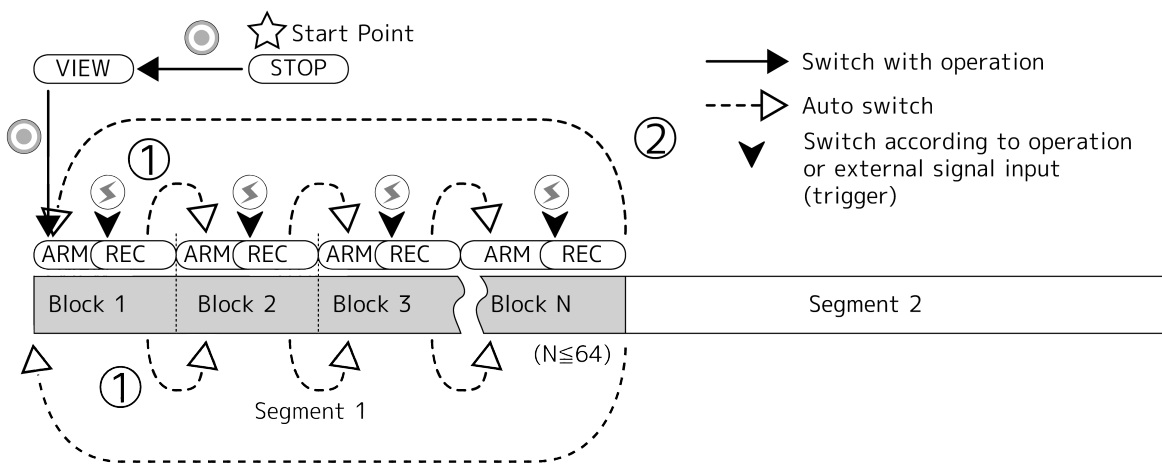 Start Point
VIEW
STOP
Switch with operation
Auto switch
Switch according to operation
or external signal input
(trigger)
①
②
ARM REC ARM REC ARM REC ARM REC
Block 1 Block 2 Block 3 Block N Segment 2
(N≦64)
①
Segment 1